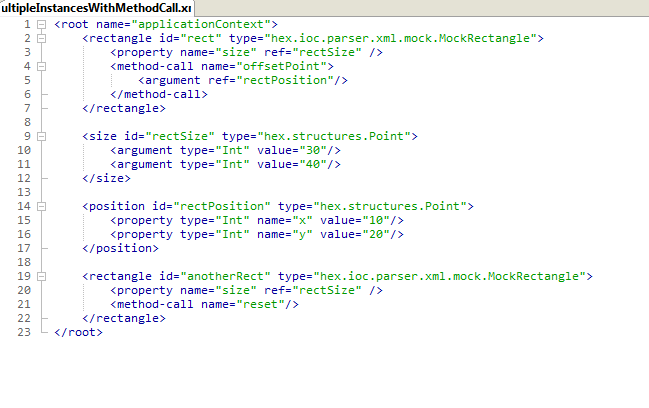 ultipleInstancesWithMethodCall.xml
1 <root name="applicationContext">
2 <rectangle id="rect" type="hex.ioc.parser.xml.mock.MockRectangle">
3 <property name="size" ref="rectSize" />
4 <method-call name="offsetPoint">
5 <argument ref="rectPosition"/>
6 </method-call>
7 </rectangle>
8
9 <size id="rectSize" type="hex.structures.Point">
10 <argument type="Int" value="30"/>
11 <argument type="Int" value="40"/>
12 </size>
13
14 <position id="rectPosition" type="hex.structures.Point">
15 <property type="Int" name="x" value="10"/>
16 <property type="Int" name="y" value="20"/>
17 </position>
18
19 <rectangle id="anotherRect" type="hex.ioc.parser.xml.mock.MockRectangle">
20 <property name="size" ref="rectSize" />
21 <method-call name="reset"/>
22 </rectangle>
23 </root>